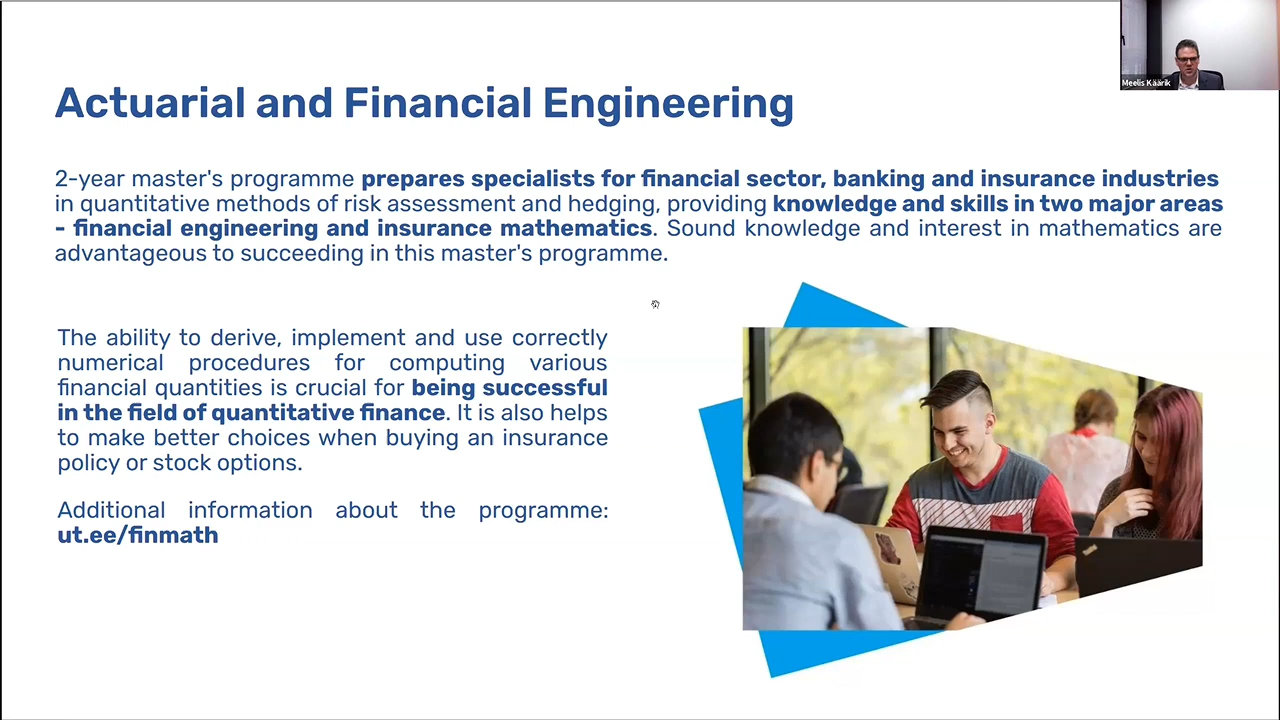 Meelis Käärik
Actuarial and Financial Engineering
2-year master's programme prepares specialists for financial sector, banking and insurance industries
in quantitative methods of risk assessment and hedging, providing knowledge and skills in two major areas
- financial engineering and insurance mathematics. Sound knowledge and interest in mathematics are
advantageous to succeeding in this master's programme.
The ability to derive, implement and use correctly
numerical procedures for computing various
financial quantities is crucial for being successful
in the field of quantitative finance. It is also helps
to make better choices when buying an insurance
policy or stock options.
Additional information about the programme:
ut.ee/finmath